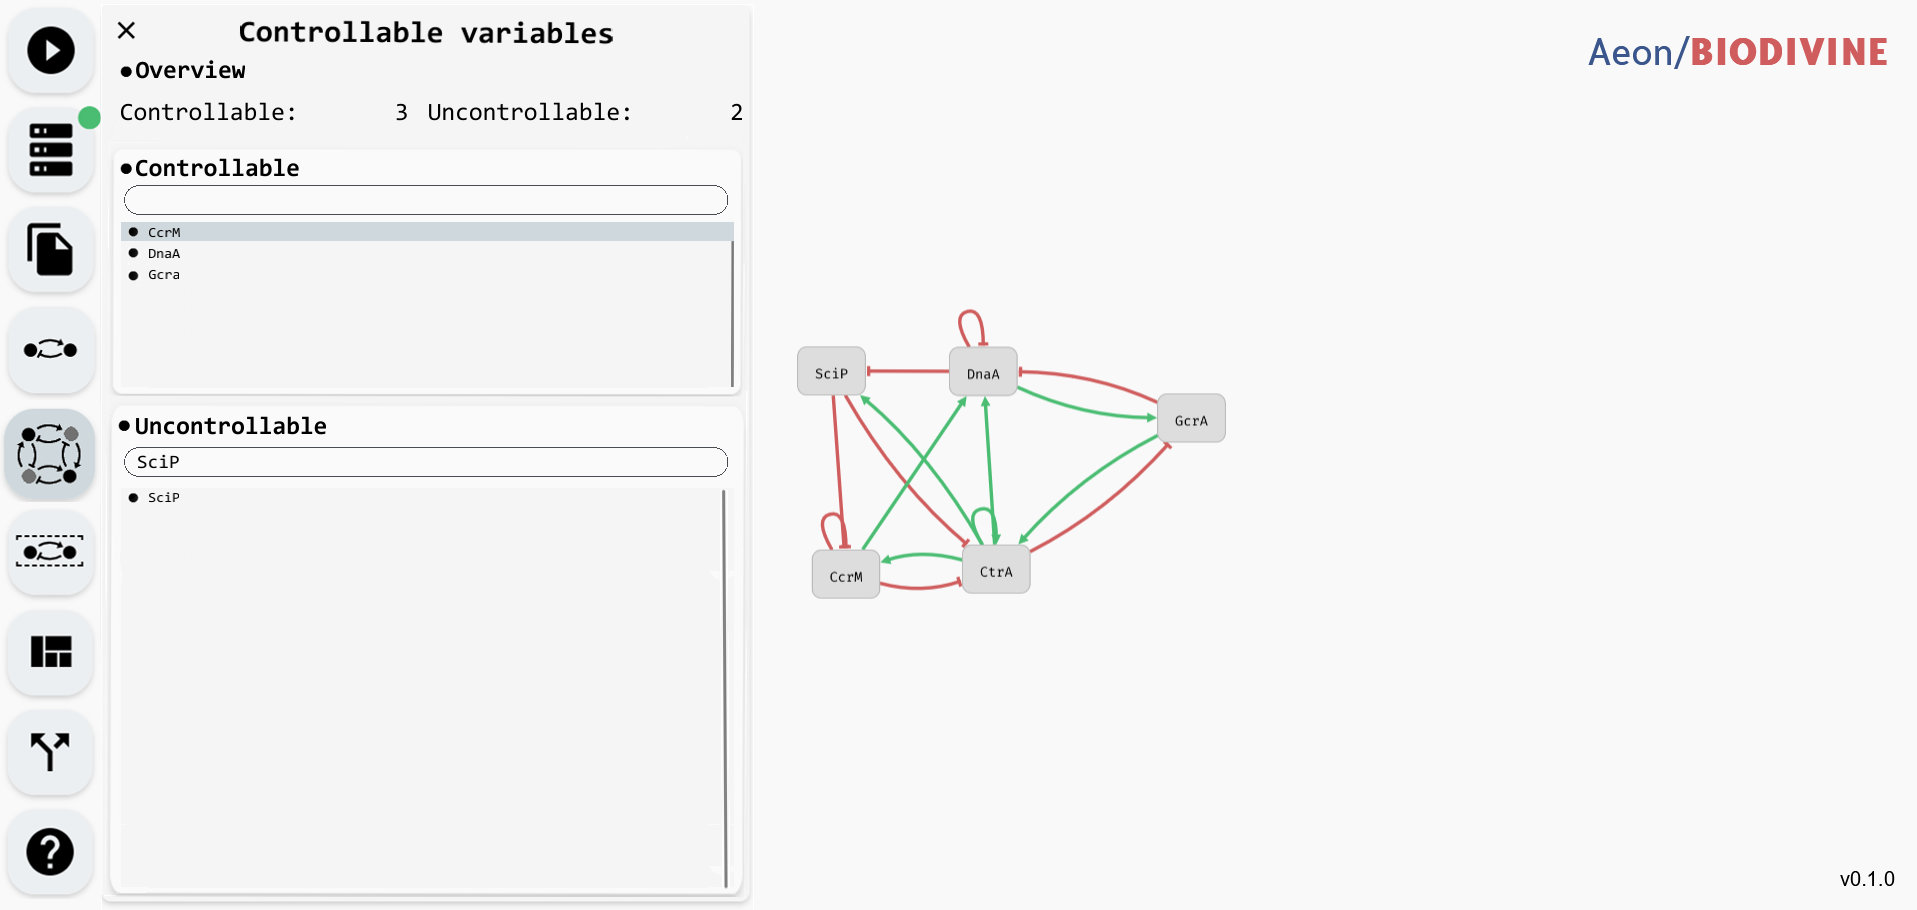 Controllable variables
Overview
Controllable: 3 Uncontrollable: 2
Controllable
CcrM
DnaA
Gcra
Uncontrollable
SciP
SciP
Aeon/BIODIVINE
SciP
DnaA
GcrA
CcrM
CtrA
v0.1.0